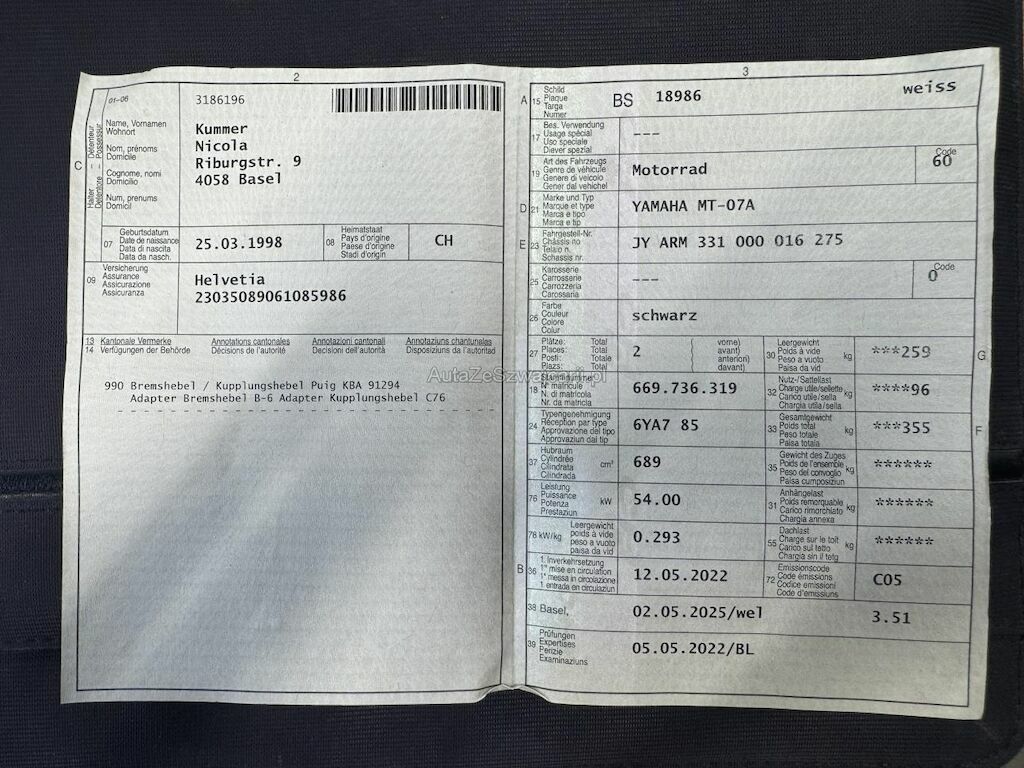 2
01-06
3186196
Détenteur – Possessur
Halter – Detentore
C
Name, Vornamen
Wohnort
Nom, prénoms
Domicile
Cognome, nomi
Domicilio
Num, prenums
Domicil
Kummer
Nicola
Riburgstr. 9
4058 Basel
07
Geburtsdatum
Date de naissance
Data di nascita
Data da nasch.
25.03.1998
08
Heimatstaat
Pays d'origine
Paese d'origine
Stadi d'origin
CH
09
Versicherung
Assurance
Assicurazione
Assicuranza
Helvetia
23035089061085986
13 Kantonale Vermerke Annotations cantonales Annotazioni cantonali Annotaziuns chantunalas
14 Verfügungen der Behörde Décisions de l'autorité Decisioni dell'autorità Disposiziuns da l'autoritad
990 Bremshebel / Kupplungshebel Puig KBA 91294
Adapter Bremshebel B-6 Adapter Kupplungshebel C76
AutaZeSzwajcarii.pl
3
A 15
Schild
Plaque
Targa
Numer
BS 18986
weiss
17
Bes. Verwendung
Usage spécial
Uso speciale
Diever spezial
---
19
Art des Fahrzeugs
Genre de véhicule
Genere di veicolo
Gener dal vehichel
Motorrad
Code
60
D 21
Marke und Typ
Marque et type
Marca e tipo
Marca e tip
YAMAHA MT-07A
E 23
Fahrgestell-Nr.
Châssis no
Telaio n.
Schassis nr.
JY ARM 331 000 016 275
25
Karosserie
Carrosserie
Carrozzeria
Carossaria
---
Code
0
26
Farbe
Couleur
Colore
Colur
schwarz
27
Plätze: Total
Places: Total
Posti: Totale
Plazs: Total
2
vorne)
avant)
anteriori)
davant)
30
Leergewicht
Poids à vide
Peso a vuoto
Paisa da vid
kg
***259
G
18
N° matricule
N. di matricola
Nr. da matricla
669.736.319
32
Nutz-/Sattellast
Charge utile/sellette
Carico utile/sella
Chargia utila/sella
kg
****96
24
Typengenehmigung
Réception par type
Approvazione del tipo
Approvaziun dal tip
6YA7 85
33
Gesamtgewicht
Poids total
Peso totale
Paisa totala
kg
***355
F
37
Hubraum
Cylindrée
Cilindrata
Cilindrada
cm³
689
35
Gewicht des Zuges
Poids de l'ensemble
Peso del convoglio
Paisa cumposiziun
kg
******
76
Leistung
Puissance
Potenza
Prestaziun
kW
54.00
31
Anhängelast
Poids remorquable
Carico rimorchiato
Chargia annexa
kg
******
78 kW/kg
Leergewicht
poids à vide
peso a vuoto
paisa da vid
0.293
55
Dachlast
Charge sur le toit
Carico sul tetto
Chargia sin il tetg
kg
******
B 36
1. Inverkehrsetzung
1re mise en circulation
1a messa in circolazione
1. entrada en circulaziun
12.05.2022
72
Emissionscode
Code émissions
Codice emissioni
Code d'emissiuns
C05
38 Basel,
02.05.2025/wel
3.51
39
Prüfungen
Expertises
Perizie
Examinaziuns
05.05.2022/BL